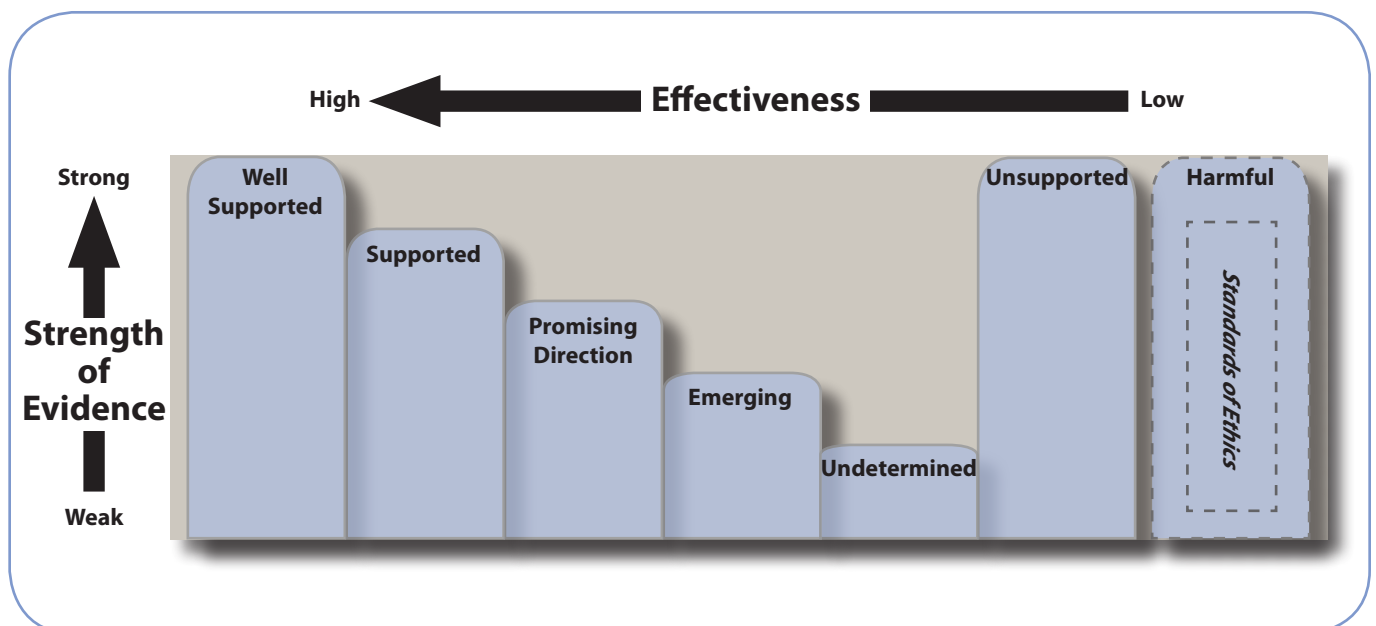 High
Effectiveness
Low
Strong
Strength
of
Evidence
Weak
Well
Supported
Supported
Promising
Direction
Emerging
Undetermined
Unsupported
Harmful
Standards of Ethics